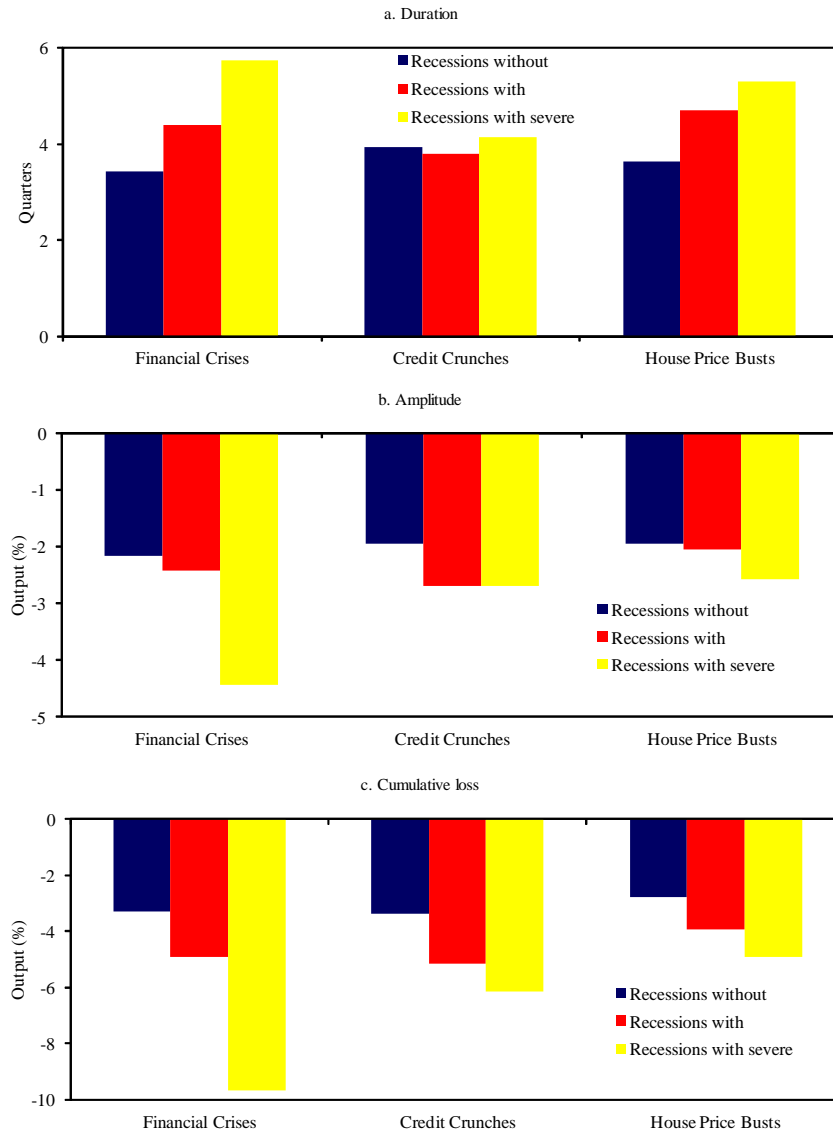 a. Duration
6
4
2
0
Quarters
Recessions without
Recessions with
Recessions with severe
Financial Crises
Credit Crunches
House Price Busts
b. Amplitude
0
-1
-2
-3
-4
-5
Output (%)
Recessions without
Recessions with
Recessions with severe
Financial Crises
Credit Crunches
House Price Busts
c. Cumulative loss
0
-2
-4
-6
-8
-10
Output (%)
Recessions without
Recessions with
Recessions with severe
Financial Crises
Credit Crunches
House Price Busts